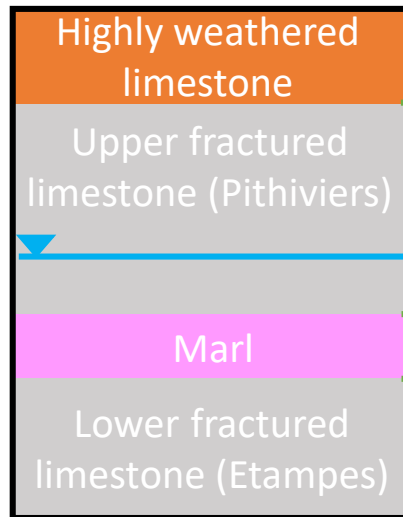 Highly weathered
limestone
Upper fractured
limestone (Pithiviers)
Marl
Lower fractured
limestone (Etampes)